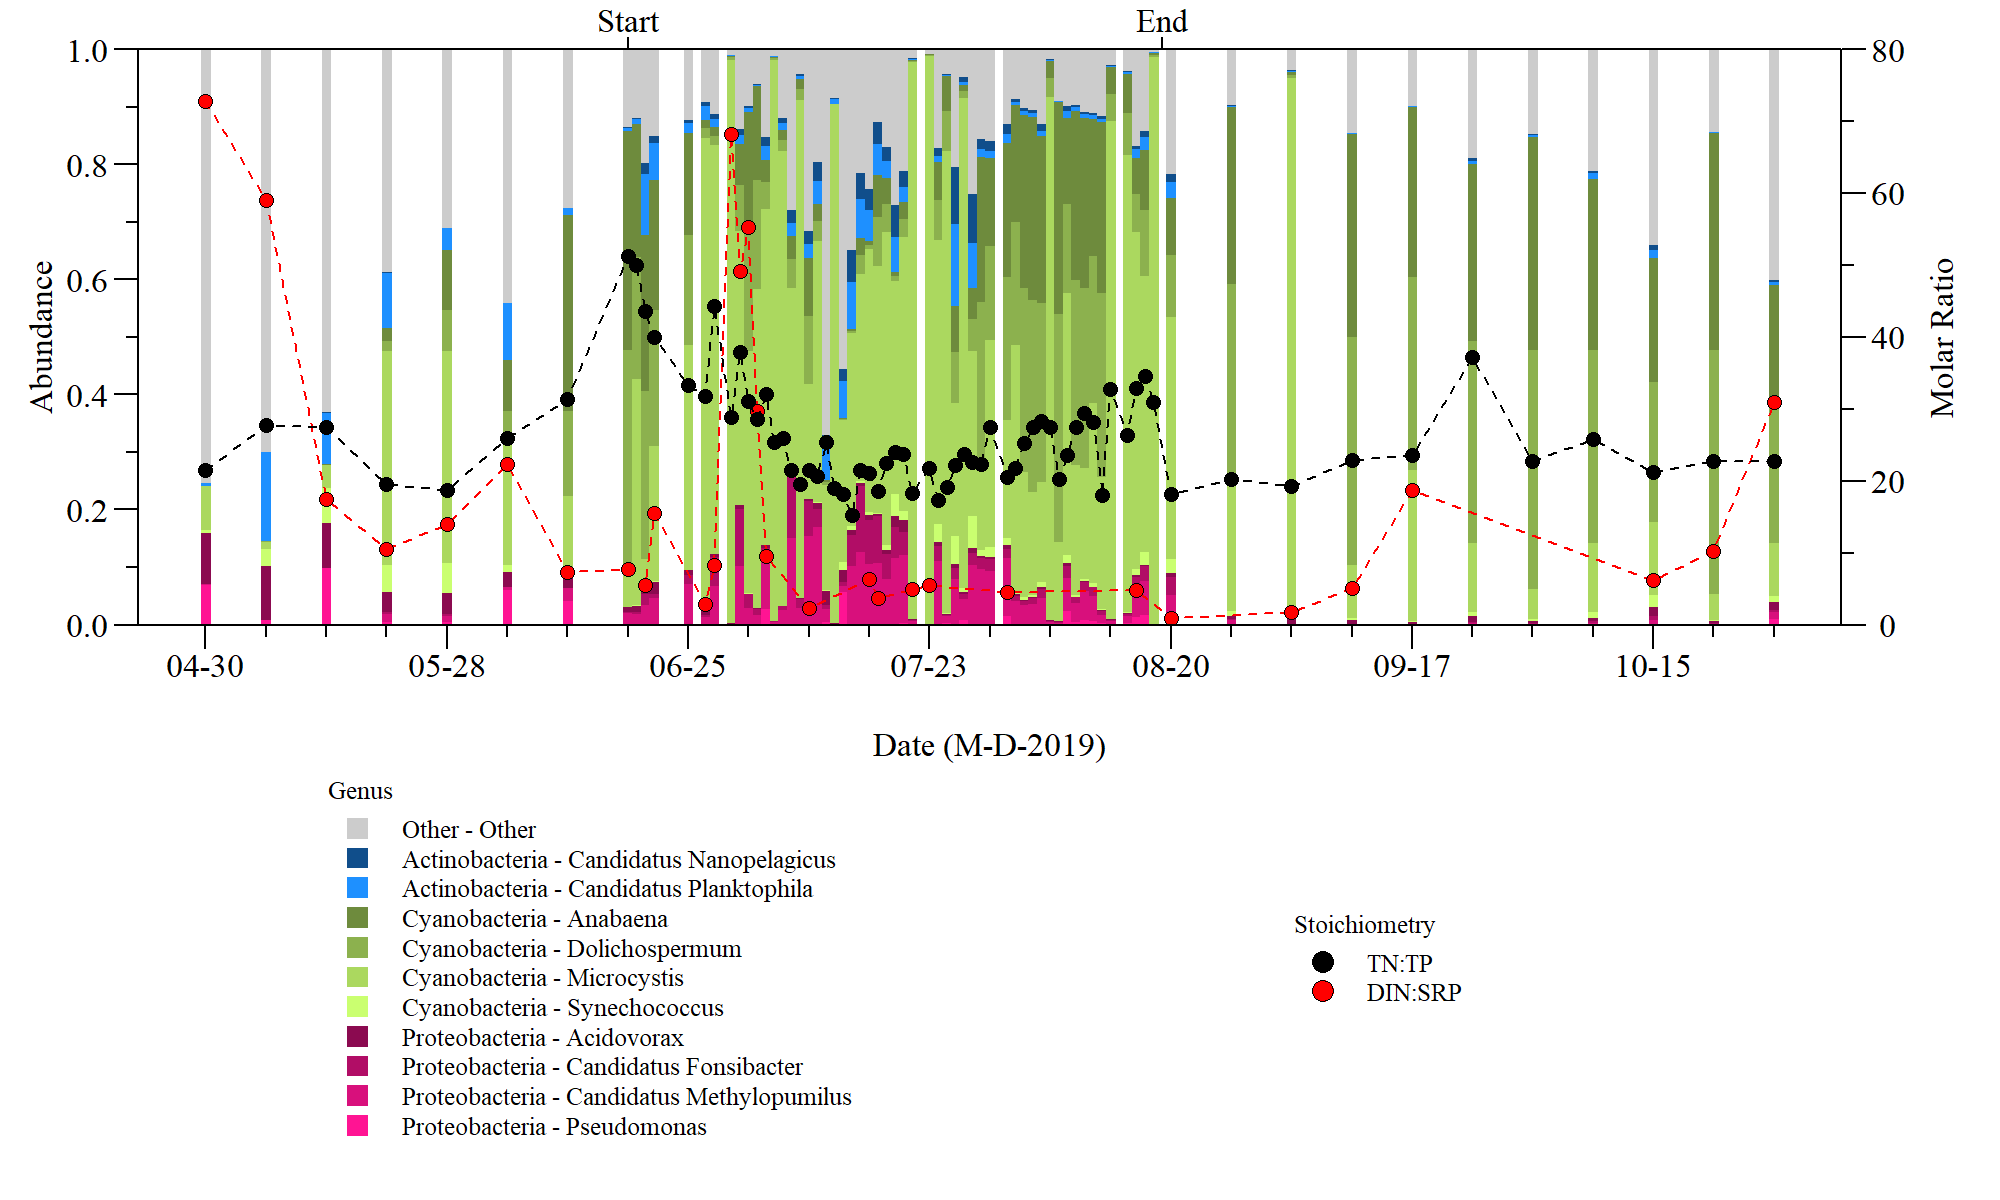 Start End
1.0 80
0.8
60
0.6
40
0.4
20
0.2
0.0 0
Abundance
Molar Ratio
04-30 05-28 06-25 07-23 08-20 09-17 10-15
Date (M-D-2019)
Genus
Other - Other
Actinobacteria - Candidatus Nanopelagicus
Actinobacteria - Candidatus Planktophila
Cyanobacteria - Anabaena
Cyanobacteria - Dolichospermum
Cyanobacteria - Microcystis
Cyanobacteria - Synechococcus
Proteobacteria - Acidovorax
Proteobacteria - Candidatus Fonsibacter
Proteobacteria - Candidatus Methylopumilus
Proteobacteria - Pseudomonas
Stoichiometry
TN:TP
DIN:SRP